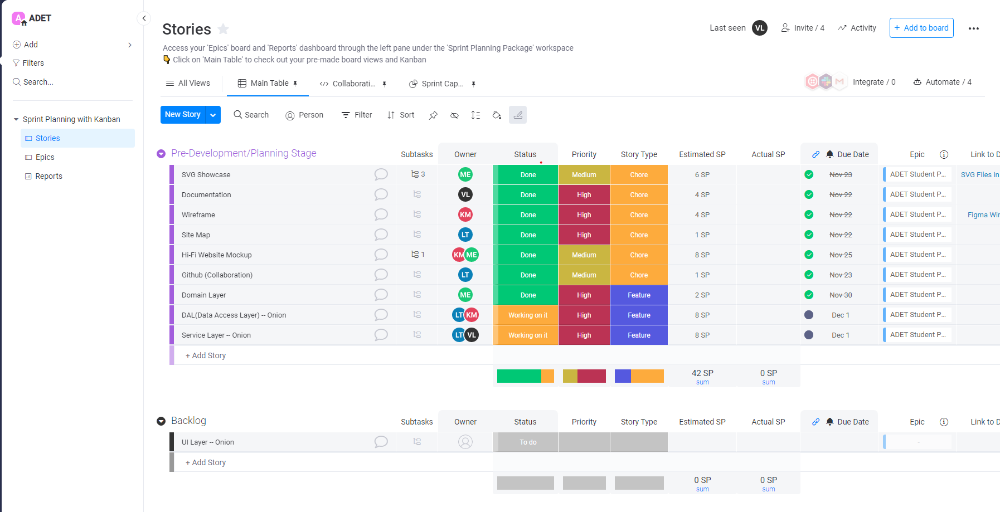 A ADET
Add
Filters
Search...
Sprint Planning with Kanban
Stories
Epics
Reports
Stories
Last seen VL Invite / 4 Activity + Add to board
Access your 'Epics' board and 'Reports' dashboard through the left pane under the 'Sprint Planning Package' workspace
Click on 'Main Table' to check out your pre-made board views and Kanban
All Views Main Table Collaborati... Sprint Cap... Integrate / 0 Automate / 4
New Story Search Person Filter Sort
Pre-Development/Planning Stage Subtasks Owner Status Priority Story Type Estimated SP Actual SP Due Date Epic Link to D
SVG Showcase 3 ME Done Medium Chore 6 SP Nov 23 ADET Student P... SVG Files in
Documentation VL Done High Chore 4 SP Nov 22 ADET Student P...
Wireframe KM Done High Chore 4 SP Nov 22 ADET Student P... Figma Wir
Site Map LT Done High Chore 1 SP Nov 22 ADET Student P...
Hi-Fi Website Mockup 1 KM ME Done Medium Chore 8 SP Nov 25 ADET Student P...
Github (Collaboration) LT Done Medium Chore 1 SP Nov 23 ADET Student P...
Domain Layer ME Done High Feature 2 SP Nov 30 ADET Student P...
DAL(Data Access Layer) -- Onion LT KM Working on it High Feature 8 SP Dec 1 ADET Student P...
Service Layer -- Onion LT VL Working on it High Feature 8 SP Dec 1 ADET Student P...
+ Add Story
42 SP 0 SP
sum sum
Backlog Subtasks Owner Status Priority Story Type Estimated SP Actual SP Due Date Epic Link to D
UI Layer -- Onion To do -
+ Add Story
0 SP 0 SP
sum sum